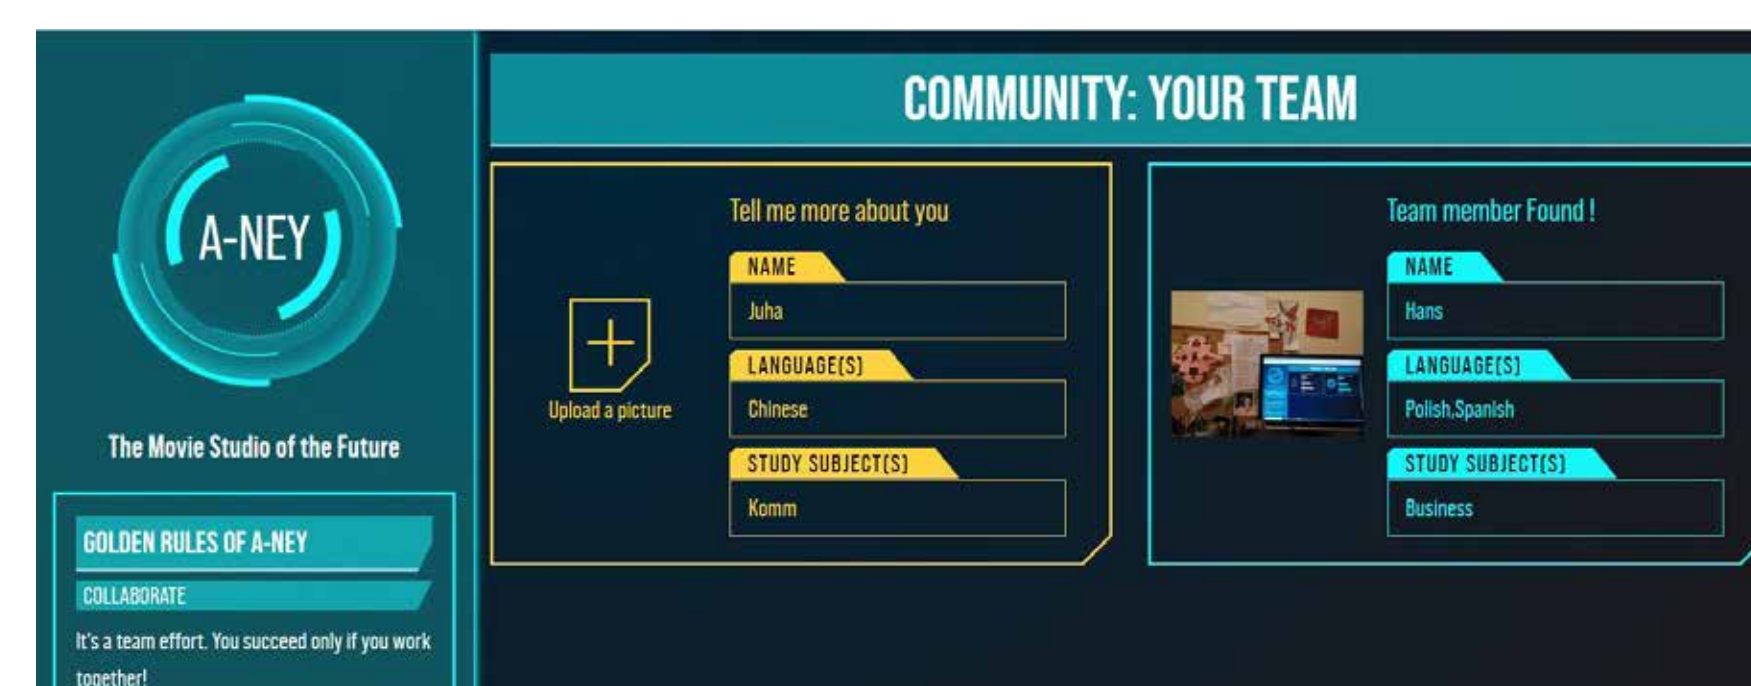 A-NEY
The Movie Studio of the Future
GOLDEN RULES OF A-NEY
COLLABORATE
It's a team effort. You succeed only if you work
together!
COMMUNITY: YOUR TEAM
Tell me more about you
Upload a picture
NAME
Juha
LANGUAGE(S)
Chinese
STUDY SUBJECT(S)
Komm
Team member Found !
NAME
Hans
LANGUAGE(S)
Polish,Spanish
STUDY SUBJECT(S)
Business